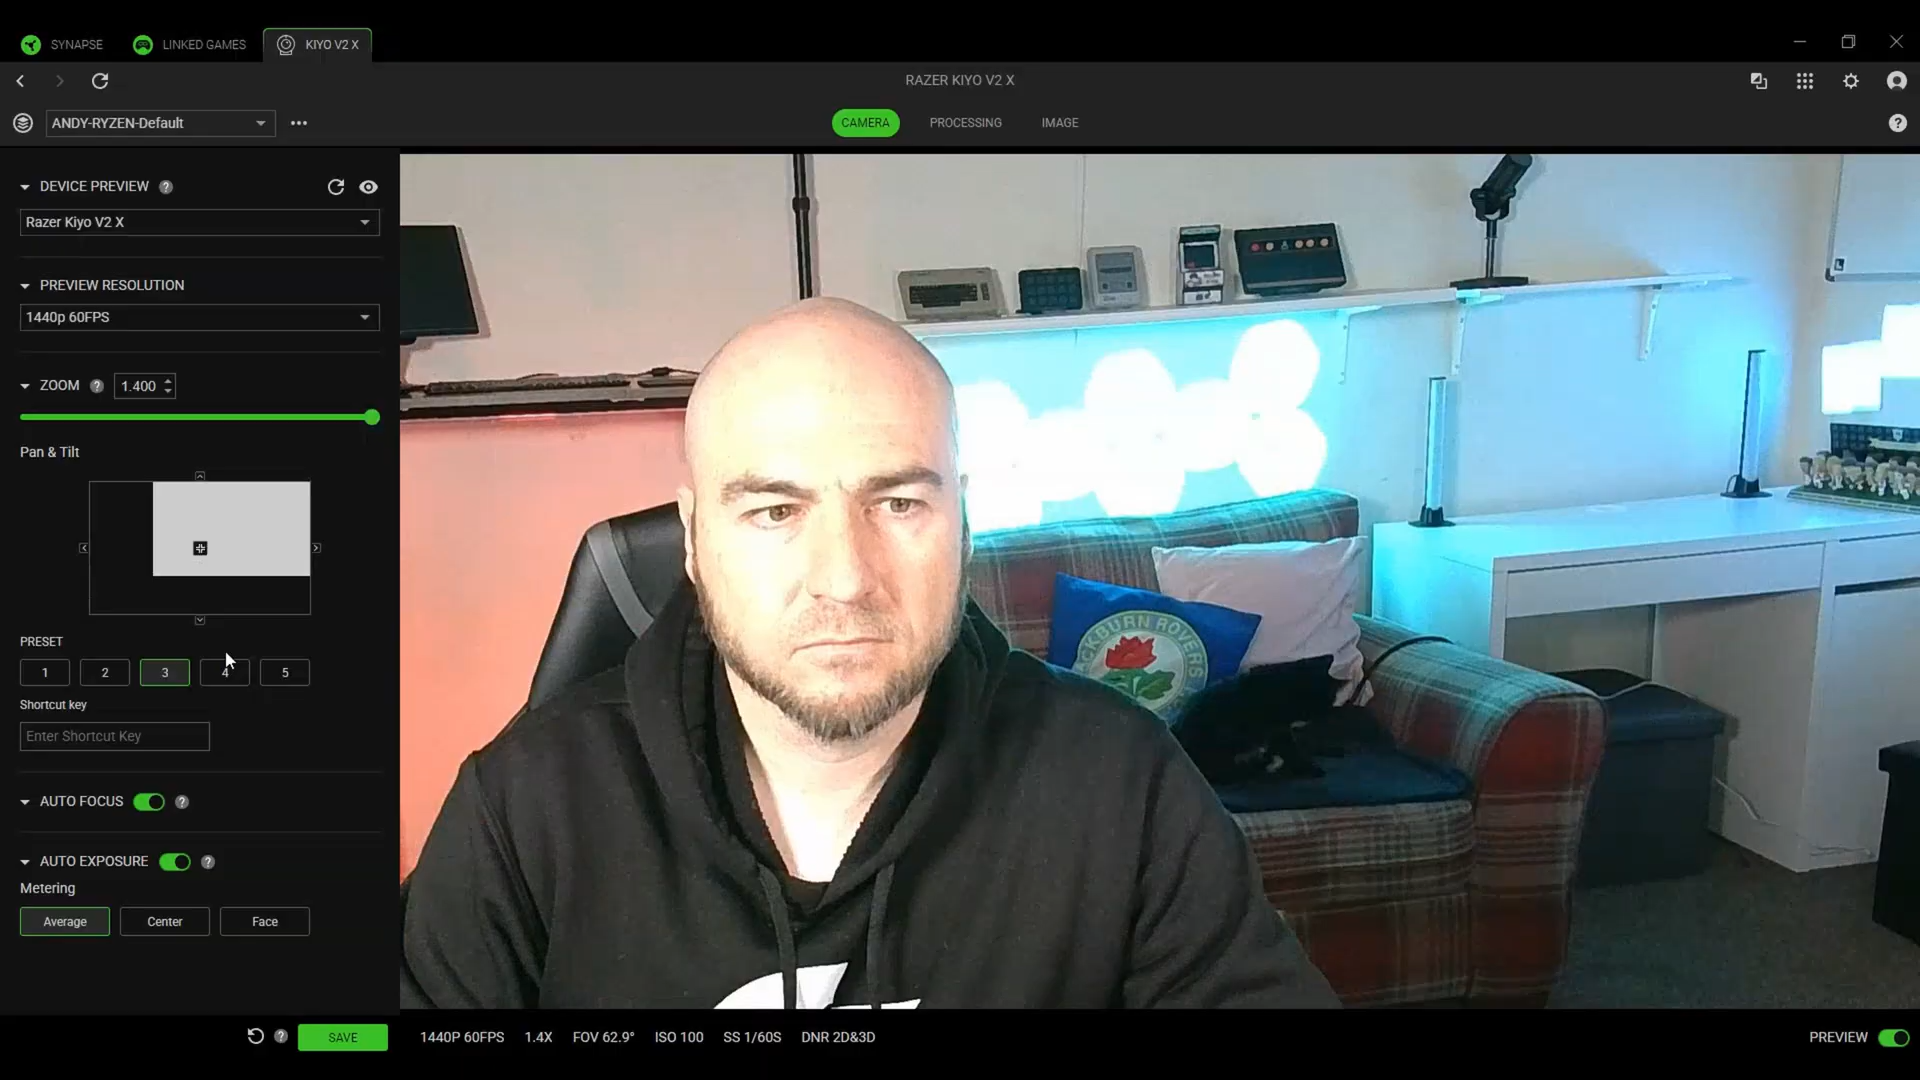 SYNAPSE
LINKED GAMES
KIYO V2 X
RAZER KIYO V2 X
ANDY-RYZEN-Default
CAMERA
PROCESSING
IMAGE
DEVICE PREVIEW
Razer Kiyo V2 X
PREVIEW RESOLUTION
1440p 60FPS
ZOOM
1.400
Pan & Tilt
PRESET
1
2
3
4
5
Shortcut key
Enter Shortcut Key
AUTO FOCUS
AUTO EXPOSURE
Metering
Average
Center
Face
SAVE
1440P 60FPS
1.4X
FOV 62.9°
ISO 100
SS 1/60S
DNR 2D&3D
PREVIEW
ACKBURN ROVERS